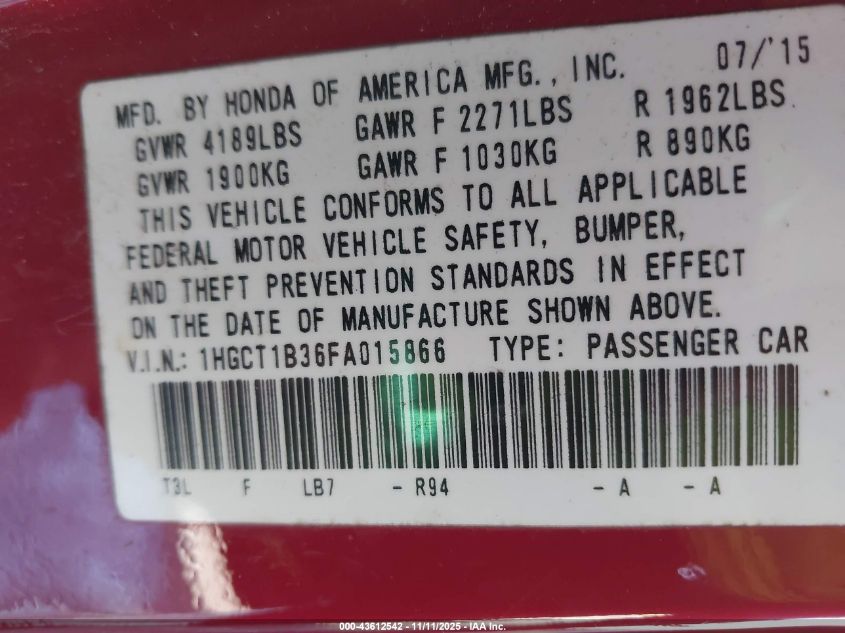 MFD. BY HONDA OF AMERICA MFG., INC. 07/'15
GVWR 4189LBS GAWR F 2271LBS R 1962LBS
GVWR 1900KG GAWR F 1030KG R 890KG
THIS VEHICLE CONFORMS TO ALL APPLICABLE
FEDERAL MOTOR VEHICLE SAFETY, BUMPER,
AND THEFT PREVENTION STANDARDS IN EFFECT
ON THE DATE OF MANUFACTURE SHOWN ABOVE.
V.I.N.: 1HGCT1B36FA015866 TYPE: PASSENGER CAR
T3L F LB7 - R94 - A - A
000-43612542 - 11/11/2025 - IAA Inc.